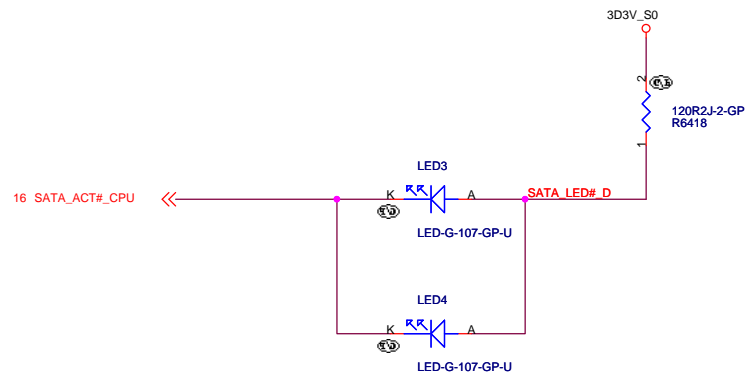 3D3V_S0
2
120R2J-2-GP
R6418
1
LED3
16 SATA_ACT#_CPU
K
A
SATA_LED#_D
LED-G-107-GP-U
LED4
K
A
LED-G-107-GP-U